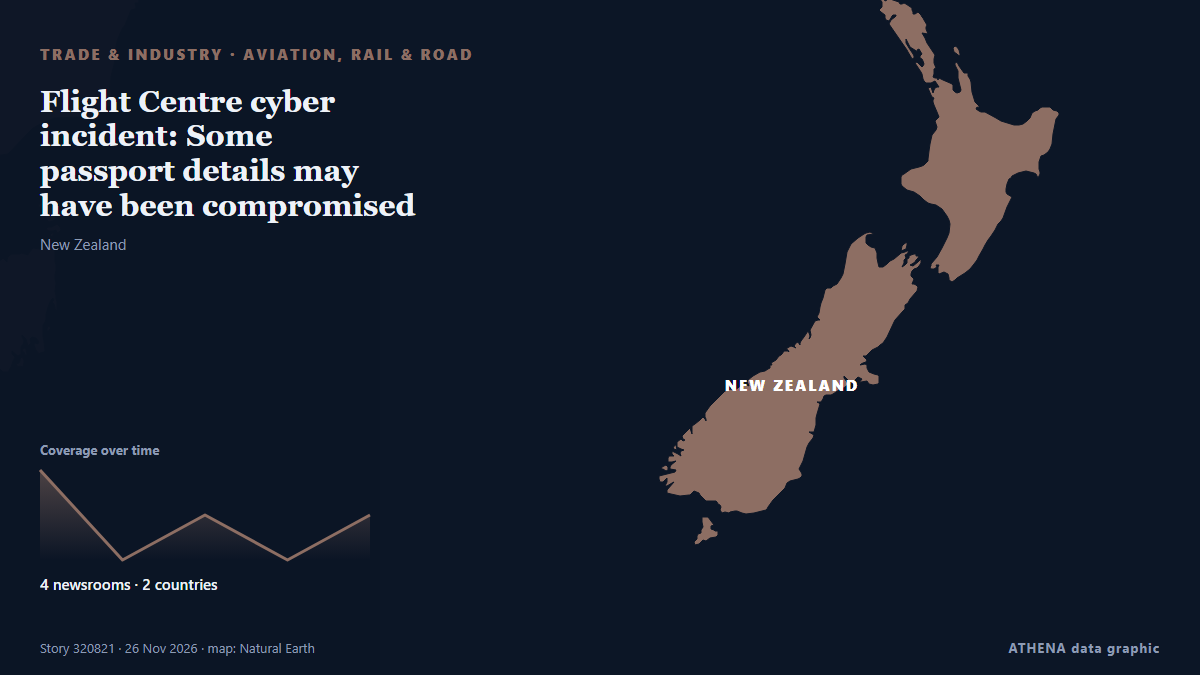 TRADE & INDUSTRY · AVIATION, RAIL & ROAD
Flight Centre cyber
incident: Some
passport details may
have been compromised
New Zealand
NEW ZEALAND
Coverage over time
4 newsrooms · 2 countries
Story 320821 · 26 Nov 2026 · map: Natural Earth
ATHENA data graphic